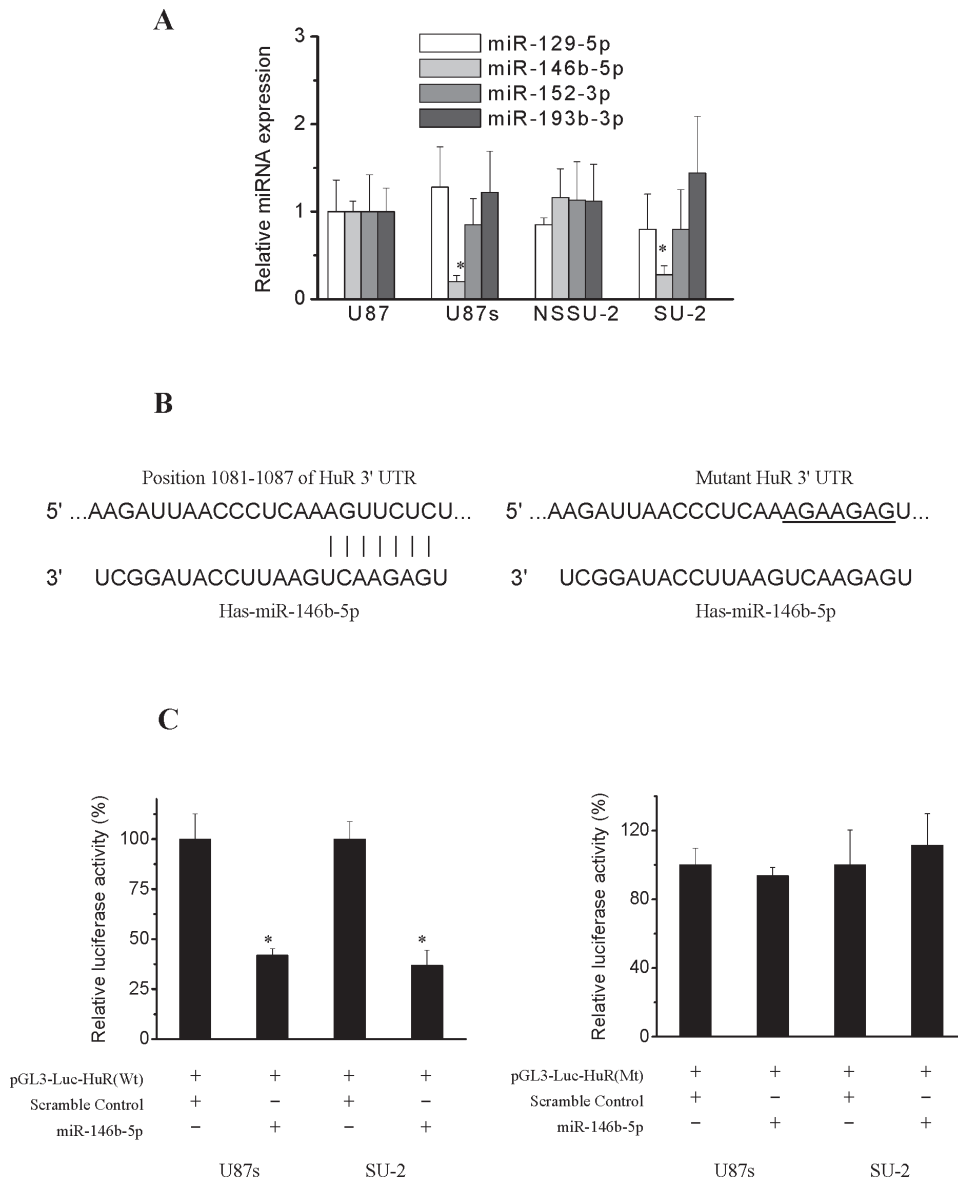 A
Relative miRNA expression
3
2
1
0
miR-129-5p
miR-146b-5p
miR-152-3p
miR-193b-3p
*
*
U87 U87s NSSU-2 SU-2
B
Position 1081-1087 of HuR 3' UTR
5' ...AAGAUUAACCCUCAAAGUUCUCU...
| | | | | | |
3' UCGGAUACCUUAAGUCAAGAGU
Has-miR-146b-5p
Mutant HuR 3' UTR
5' ...AAGAUUAACCCUCAAAGAAGAGU...
3' UCGGAUACCUUAAGUCAAGAGU
Has-miR-146b-5p
C
Relative luciferase activity (%)
100
75
50
25
0
*
*
pGL3-Luc-HuR(Wt) + + + +
Scramble Control + − + −
miR-146b-5p − + − +
U87s SU-2
Relative luciferase activity (%)
120
80
40
0
pGL3-Luc-HuR(Mt) + + + +
Scramble Control + − + −
miR-146b-5p − + − +
U87s SU-2